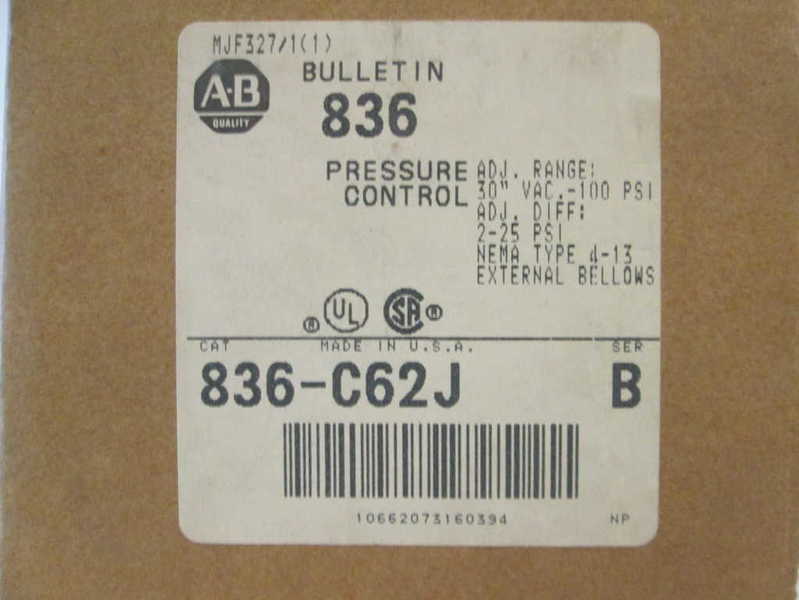 MJF327/1(1)
A-B
QUALITY
BULLETIN
836
PRESSURE
CONTROL
ADJ. RANGE:
30" VAC.-100 PSI
ADJ. DIFF:
2-25 PSI
NEMA TYPE 4-13
EXTERNAL BELLOWS
® UL SA ®
CAT MADE IN U.S.A. SER
836-C62J B
10662073160394 NP